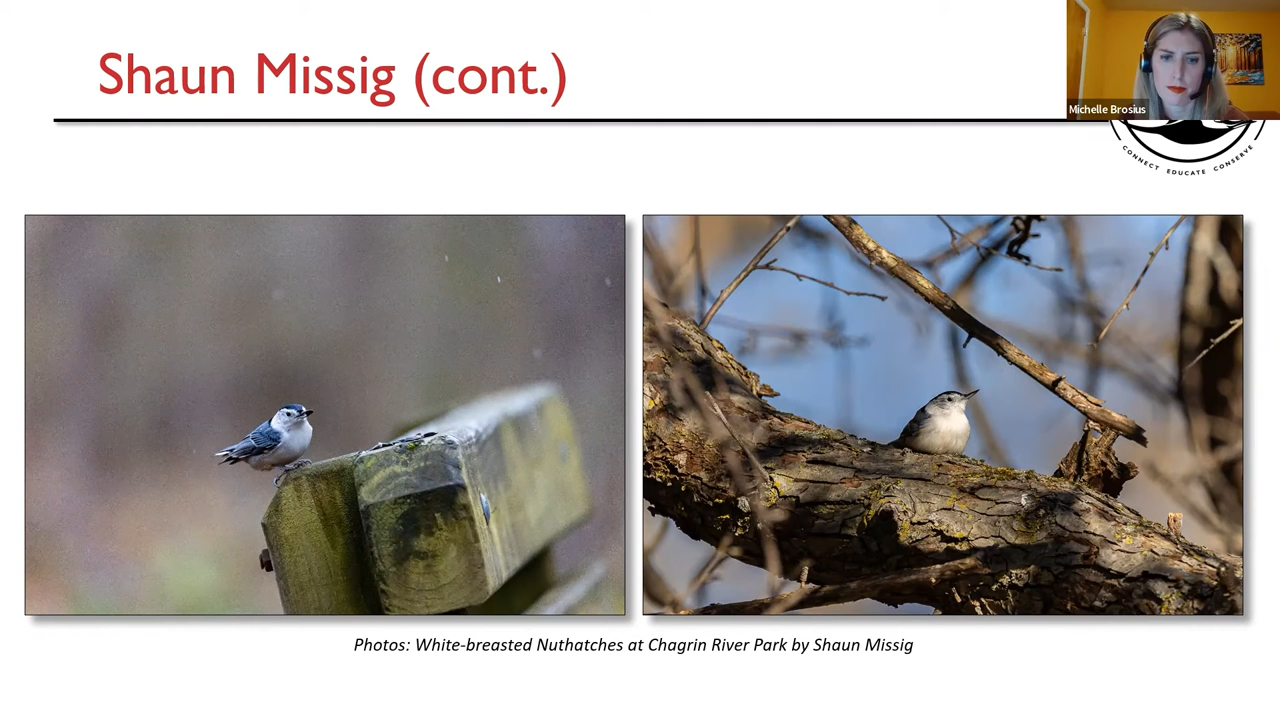 Shaun Missig (cont.)
Michelle Brosius
CONNECT EDUCATE CONSERVE
Photos: White-breasted Nuthatches at Chagrin River Park by Shaun Missig